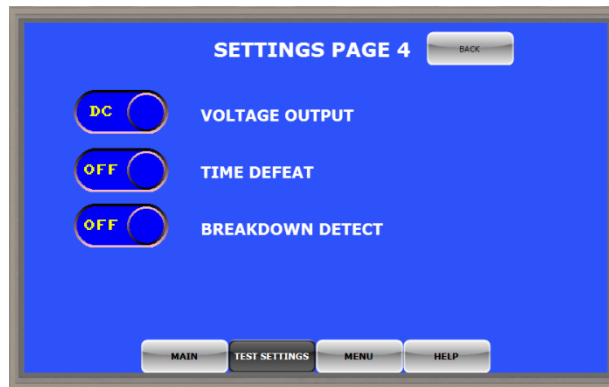 SETTINGS PAGE 4 BACK
DC VOLTAGE OUTPUT
OFF TIME DEFEAT
OFF BREAKDOWN DETECT
MAIN TEST SETTINGS MENU HELP